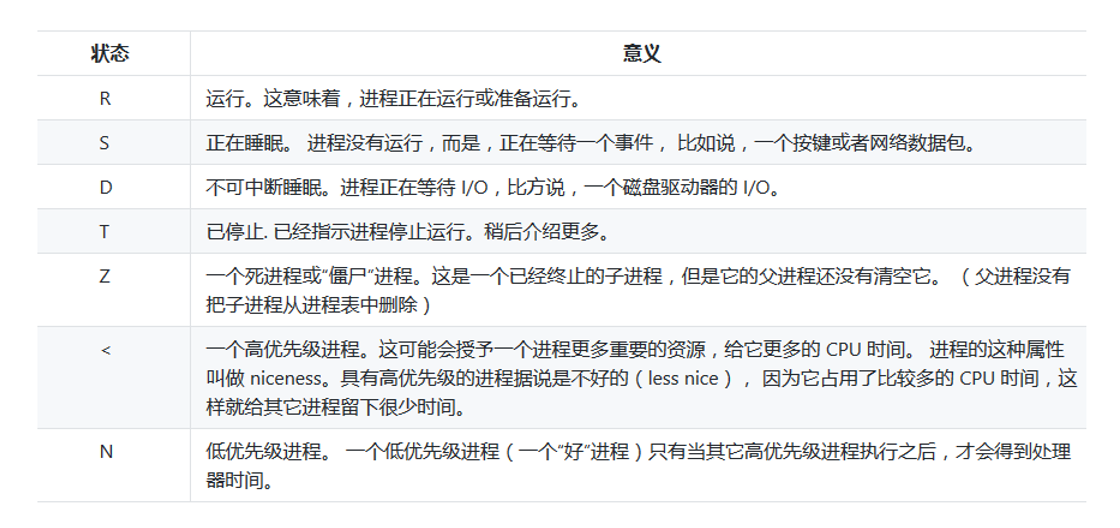 状态 意义
R 运行。这意味着，进程正在运行或准备运行。
S 正在睡眠。 进程没有运行，而是，正在等待一个事件， 比如说，一个按键或者网络数据包。
D 不可中断睡眠。进程正在等待 I/O，比方说，一个磁盘驱动器的 I/O。
T 已停止. 已经指示进程停止运行。稍后介绍更多。
Z 一个死进程或“僵尸”进程。这是一个已经终止的子进程，但是它的父进程还没有清空它。 （父进程没有
把子进程从进程表中删除）
< 一个高优先级进程。这可能会授予一个进程更多重要的资源，给它更多的 CPU 时间。 进程的这种属性
叫做 niceness。具有高优先级的进程据说是不好的（less nice）， 因为它占用了比较多的 CPU 时间，这
样就给其它进程留下很少时间。
N 低优先级进程。 一个低优先级进程（一个“好”进程）只有当其它高优先级进程执行之后，才会得到处理
器时间。